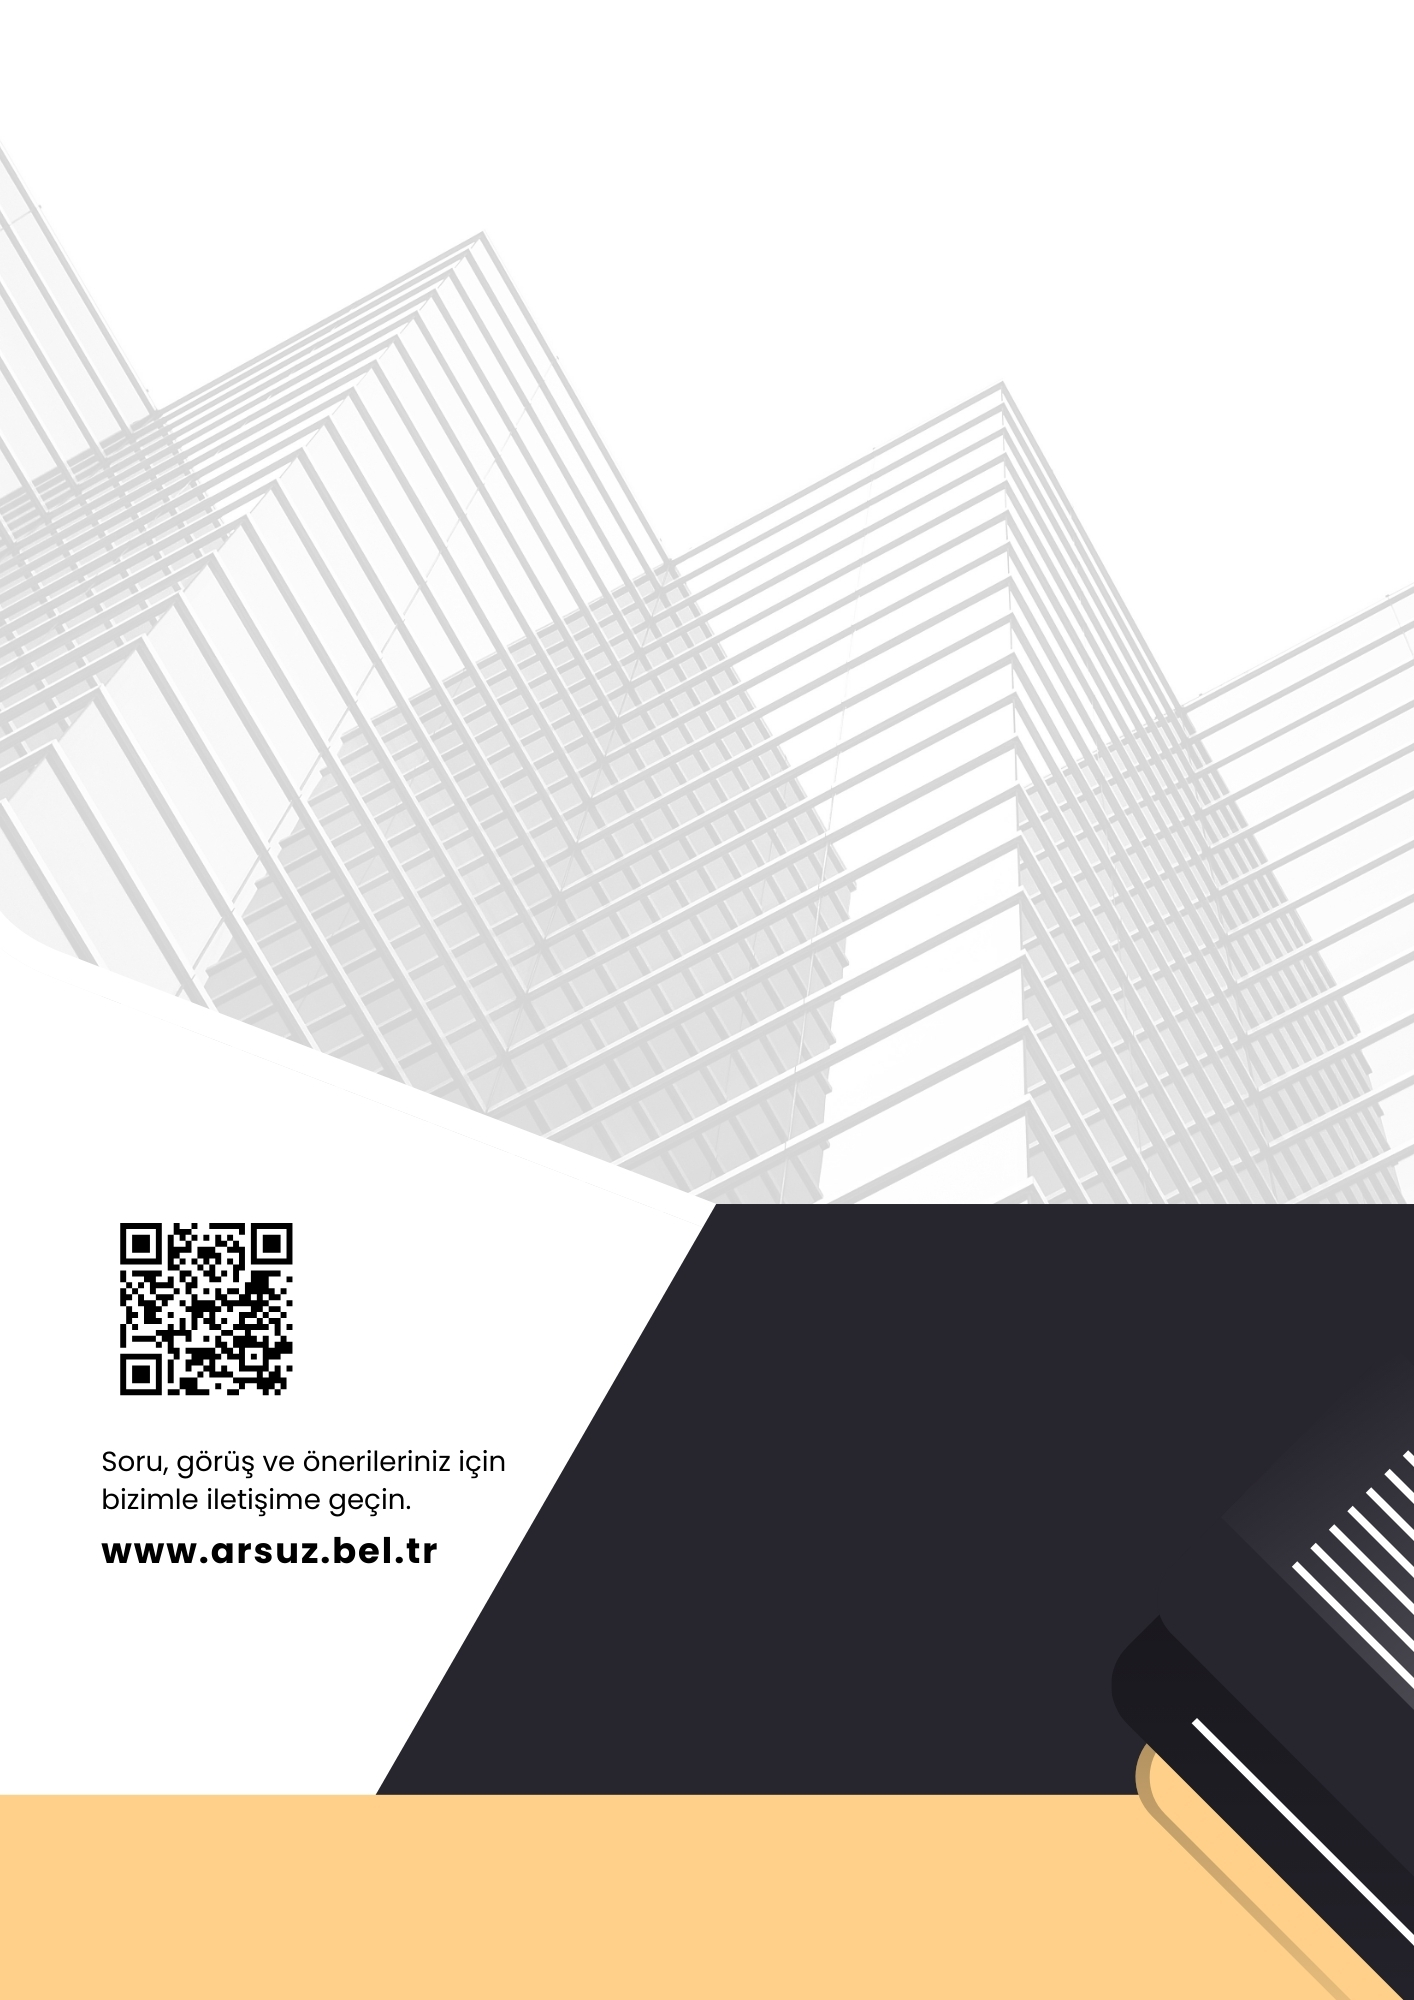 Soru, görüş ve önerileriniz için
bizimle iletişime geçin.
www.arsuz.bel.tr